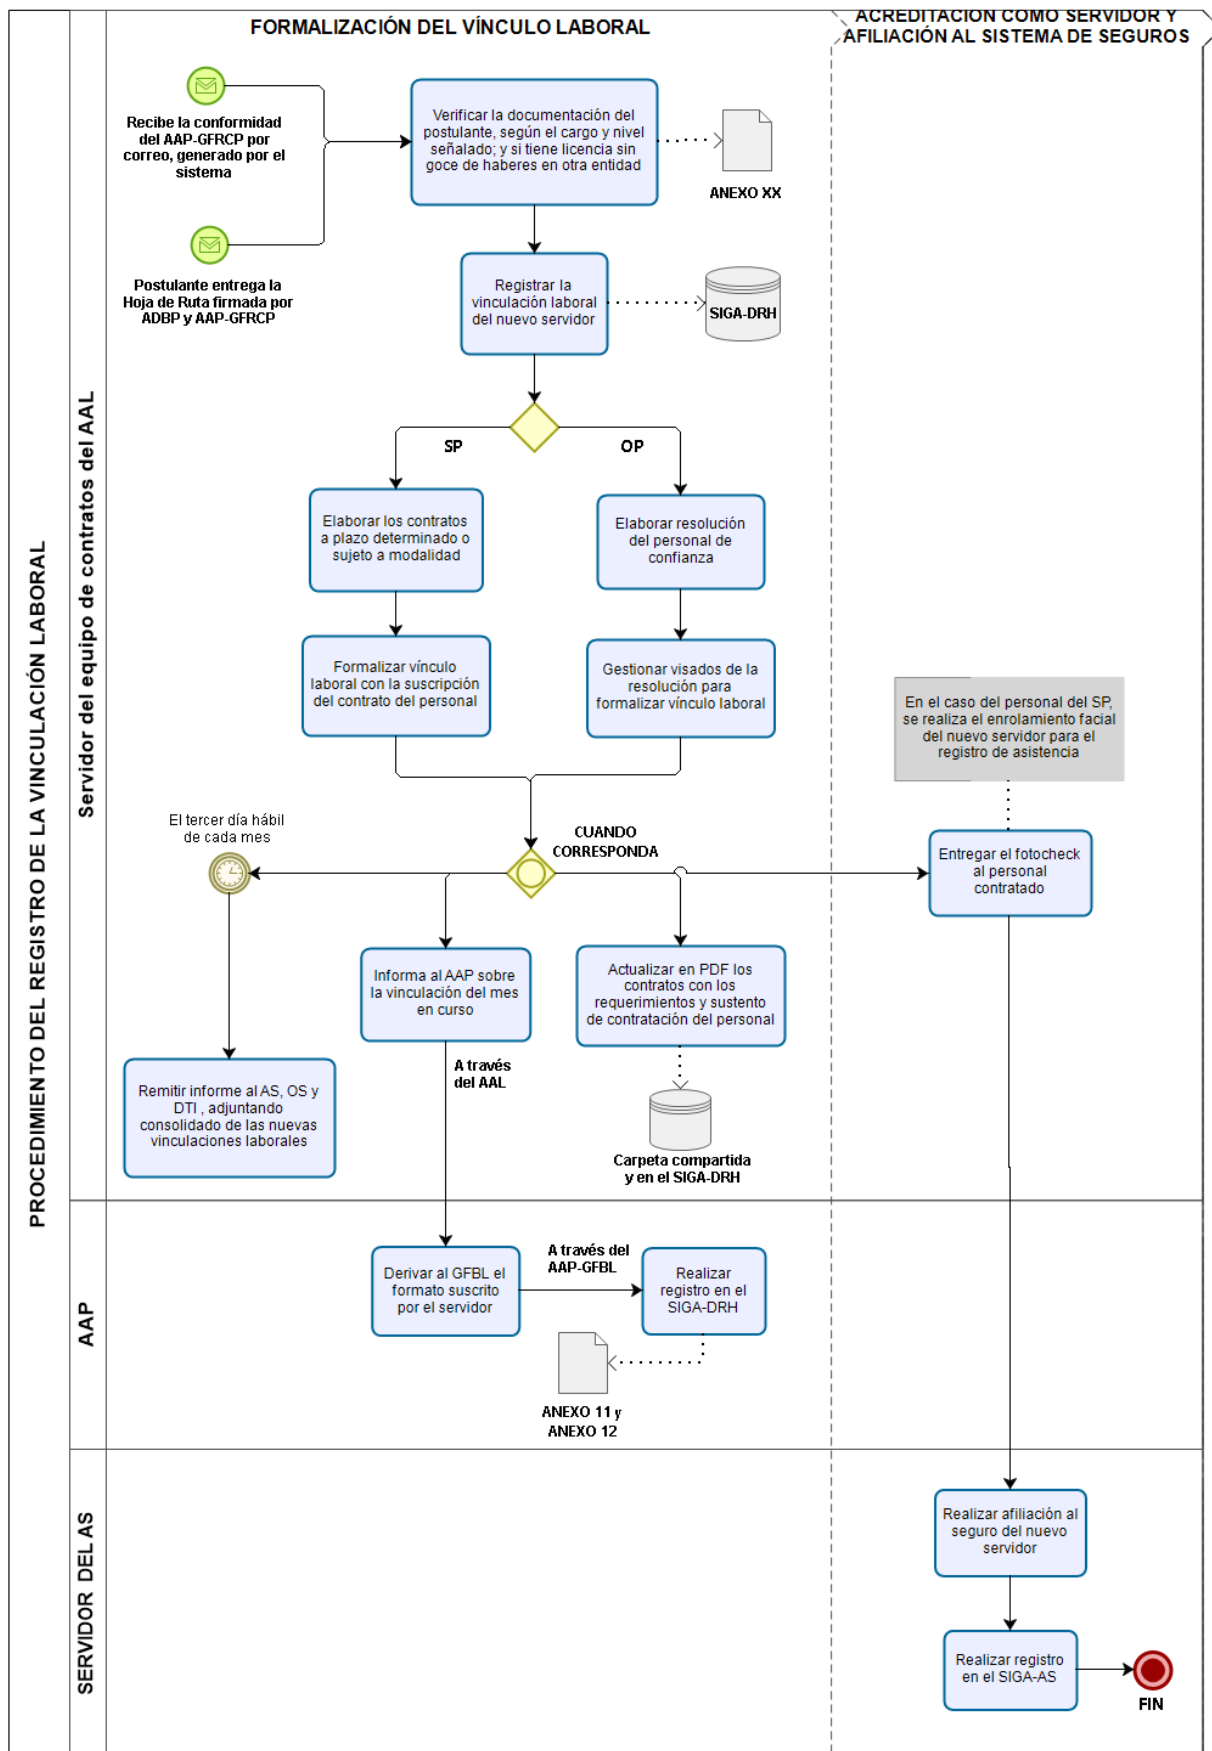 FORMALIZACIÓN DEL VÍNCULO LABORAL
ACREDITACIÓN COMO SERVIDOR Y
AFILIACIÓN AL SISTEMA DE SEGUROS
PROCEDIMIENTO DEL REGISTRO DE LA VINCULACIÓN LABORAL
Servidor del equipo de contratos del AAL
Recibe la conformidad
del AAP-GFRCP por
correo, generado por el
sistema
Verificar la documentación del
postulante, según el cargo y nivel
señalado; y si tiene licencia sin
goce de haberes en otra entidad
ANEXO XX
Postulante entrega la
Hoja de Ruta firmada por
ADBP y AAP-GFRCP
Registrar la
vinculación laboral
del nuevo servidor
SIGA-DRH
SP
OP
Elaborar los contratos
a plazo determinado o
sujeto a modalidad
Elaborar resolución
del personal de
confianza
Formalizar vínculo
laboral con la suscripción
del contrato del personal
Gestionar visados de la
resolución para
formalizar vínculo laboral
En el caso del personal del SP,
se realiza el enrolamiento facial
del nuevo servidor para el
registro de asistencia
El tercer día hábil
de cada mes
CUANDO
CORRESPONDA
Entregar el fotocheck
al personal
contratado
Informa al AAP sobre
la vinculación del mes
en curso
Actualizar en PDF los
contratos con los
requerimientos y sustento
de contratación del personal
A través
del AAL
Remitir informe al AS, OS y
DTI , adjuntando
consolidado de las nuevas
vinculaciones laborales
Carpeta compartida
y en el SIGA-DRH
AAP
Derivar al GFBL el
formato suscrito
por el servidor
A través del
AAP-GFBL
Realizar
registro en el
SIGA-DRH
ANEXO 11 y
ANEXO 12
SERVIDOR DEL AS
Realizar afiliación al
seguro del nuevo
servidor
Realizar registro
en el SIGA-AS
FIN